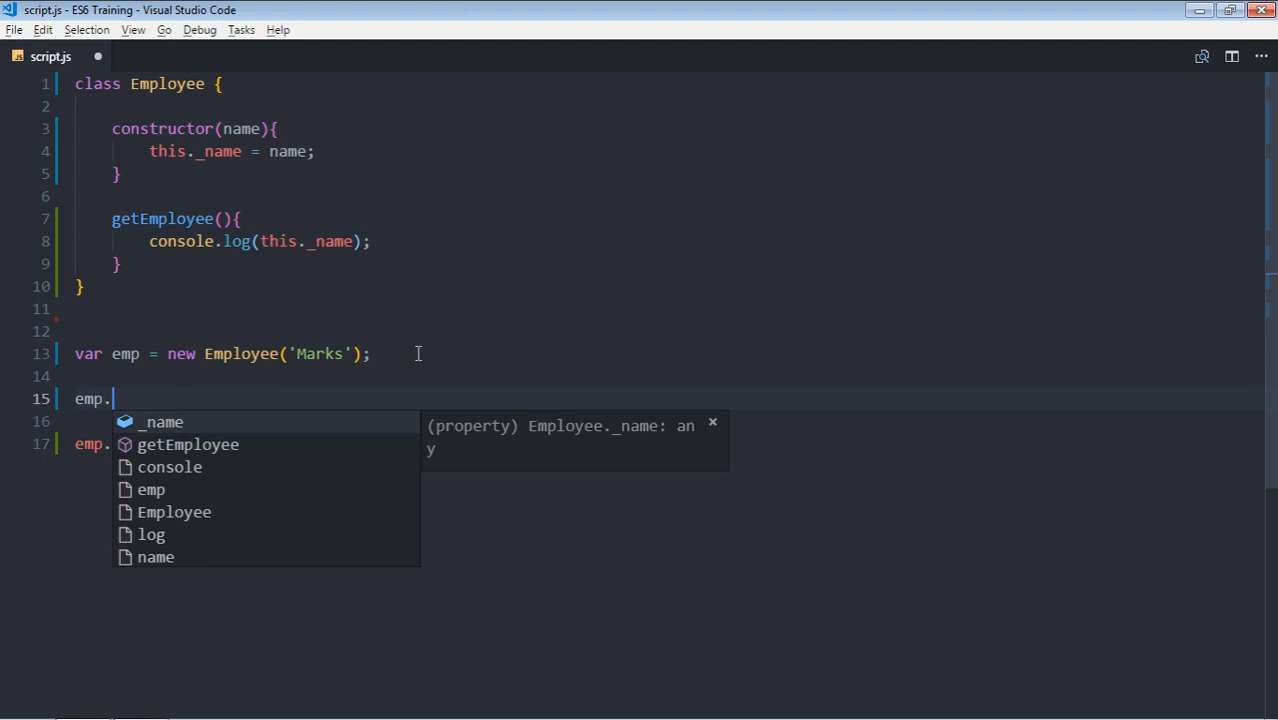 script.js - ES6 Training - Visual Studio Code
File Edit Selection View Go Debug Tasks Help
JS script.js
1 class Employee {
2
3 constructor(name){
4 this._name = name;
5 }
6
7 getEmployee(){
8 console.log(this._name);
9 }
10 }
11
12
13 var emp = new Employee('Marks');
14
15 emp.
16
17 emp.
_name
getEmployee
console
emp
Employee
log
name
(property) Employee._name: an
y